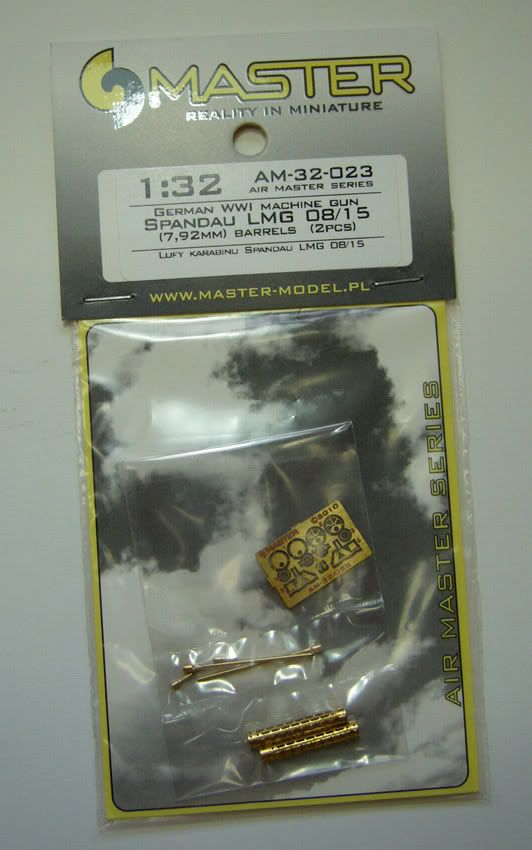 MASTER
REALITY IN MINIATURE
1:32
AM-32-023
AIR MASTER SERIES
GERMAN WWI MACHINE GUN
SPANDAU LMG 08/15
(7,92MM) BARRELS (2PCS)
LUFY KARABINU SPANDAU LMG 08/15
WWW.MASTER-MODEL.PL
AIR MASTER SERIES
MASTER